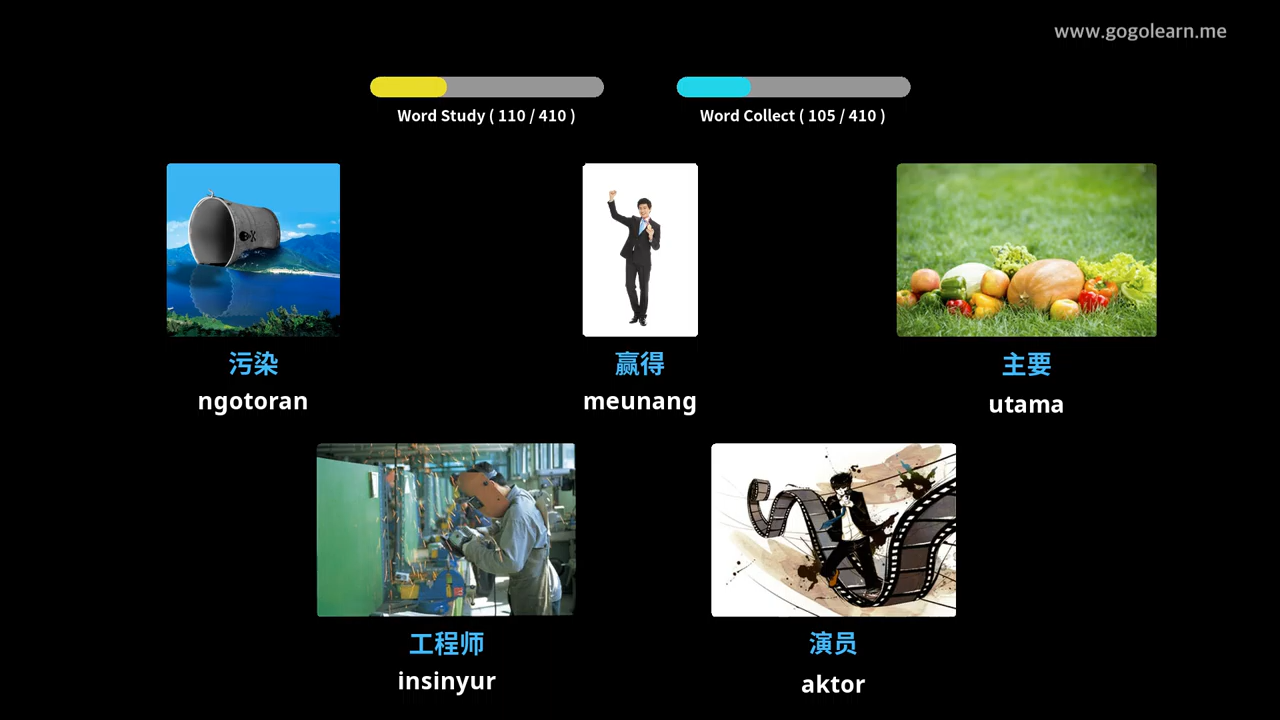 www.gogolearn.me
Word Study ( 110 / 410 )
Word Collect ( 105 / 410 )
污染
ngotoran
赢得
meunang
主要
utama
工程师
insinyur
演员
aktor